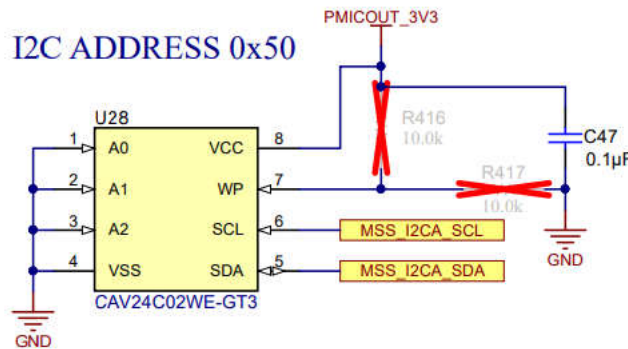 PMICOUT_3V3
I2C ADDRESS 0x50
U28
R416
10.0k
C47
0.1µF
1 A0 VCC 8
2 A1 WP 7
R417
10.0k
3 A2 SCL 6 MSS_I2CA_SCL
4 VSS SDA 5 MSS_I2CA_SDA
CAV24C02WE-GT3
GND
GND